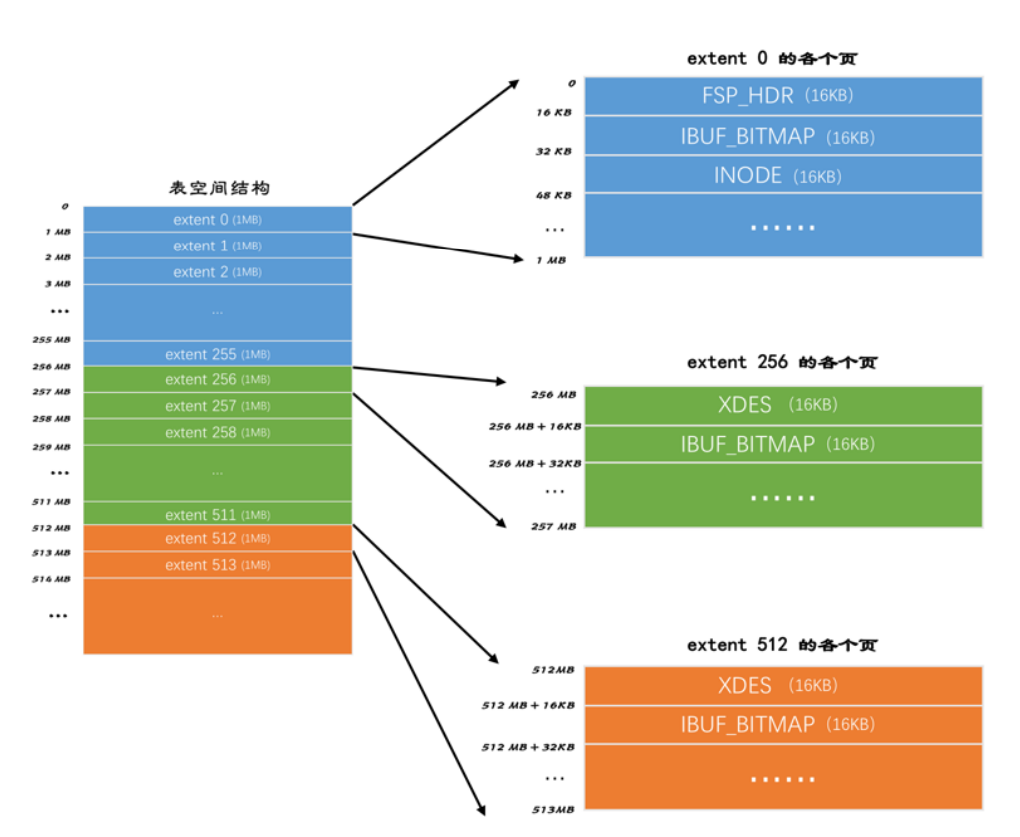 表空间结构
0
extent 0 (1MB)
1 MB
extent 1 (1MB)
2 MB
extent 2 (1MB)
3 MB
...
...
255 MB
extent 255 (1MB)
256 MB
extent 256 (1MB)
257 MB
extent 257 (1MB)
258 MB
extent 258 (1MB)
259 MB
...
...
511 MB
extent 511 (1MB)
512 MB
extent 512 (1MB)
513 MB
extent 513 (1MB)
514 MB
...
...
extent 0 的各个页
0
FSP_HDR (16KB)
16 KB
IBUF_BITMAP (16KB)
32 KB
INODE (16KB)
48 KB
...
......
1 MB
extent 256 的各个页
256 MB
XDES (16KB)
256 MB + 16KB
IBUF_BITMAP (16KB)
256 MB + 32KB
...
......
257 MB
extent 512 的各个页
512MB
XDES (16KB)
512 MB + 16KB
IBUF_BITMAP (16KB)
512 MB + 32KB
...
......
513MB